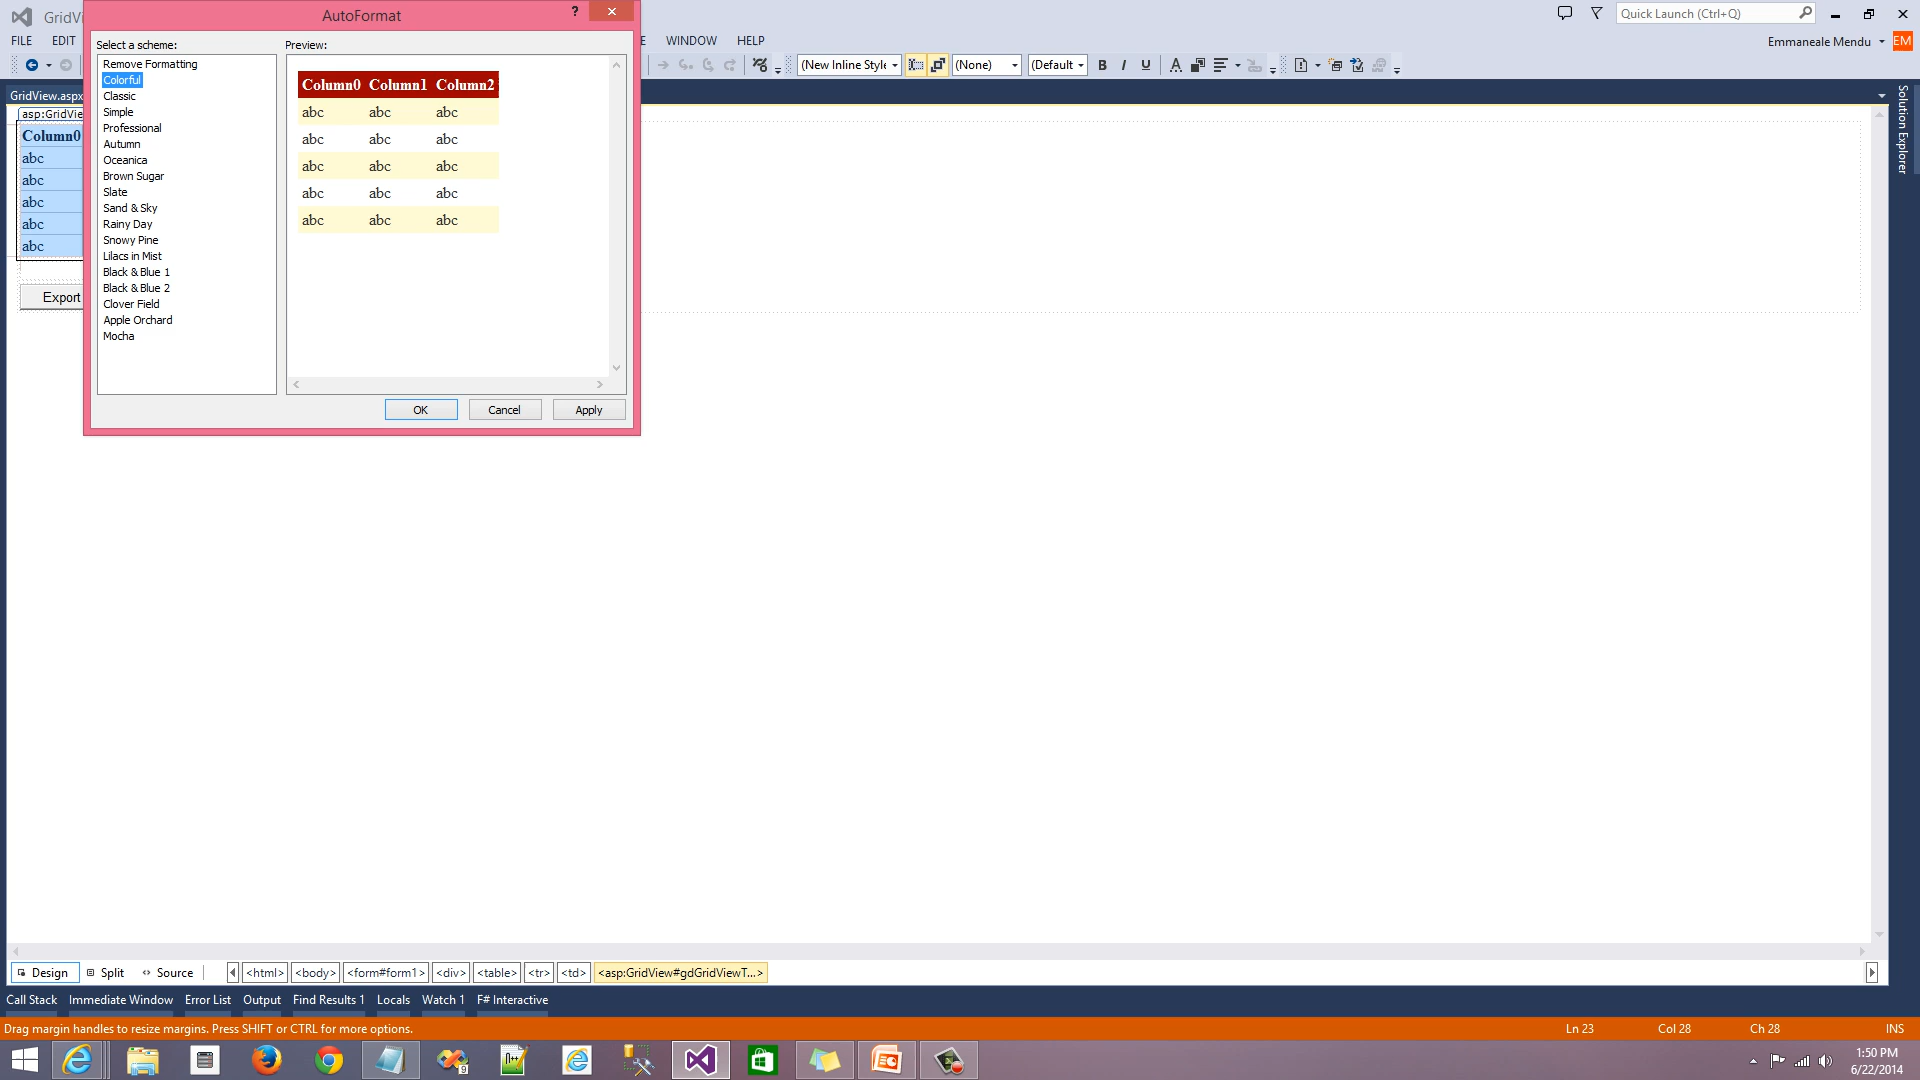 GridVi
AutoFormat
?
Quick Launch (Ctrl+Q)
FILE EDIT
WINDOW HELP
Emmaneale Mendu EM
Select a scheme:
Preview:
(New Inline Style (None) (Default B I U A
Remove Formatting
Colorful
Classic
Simple
Professional
Autumn
Oceanica
Brown Sugar
Slate
Sand & Sky
Rainy Day
Snowy Pine
Lilacs in Mist
Black & Blue 1
Black & Blue 2
Clover Field
Apple Orchard
Mocha
Column0 Column1 Column2
abc abc abc
abc abc abc
abc abc abc
abc abc abc
abc abc abc
OK Cancel Apply
GridView.aspx
asp:GridVie
Column0
abc
abc
abc
abc
abc
Export
Solution Explorer
Design Split Source <html> <body> <form#form1> <div> <table> <tr> <td> <asp:GridView#gdGridViewT...>
Call Stack Immediate Window Error List Output Find Results 1 Locals Watch 1 F# Interactive
Drag margin handles to resize margins. Press SHIFT or CTRL for more options.
Ln 23 Col 28 Ch 28 INS
1:50 PM
6/22/2014